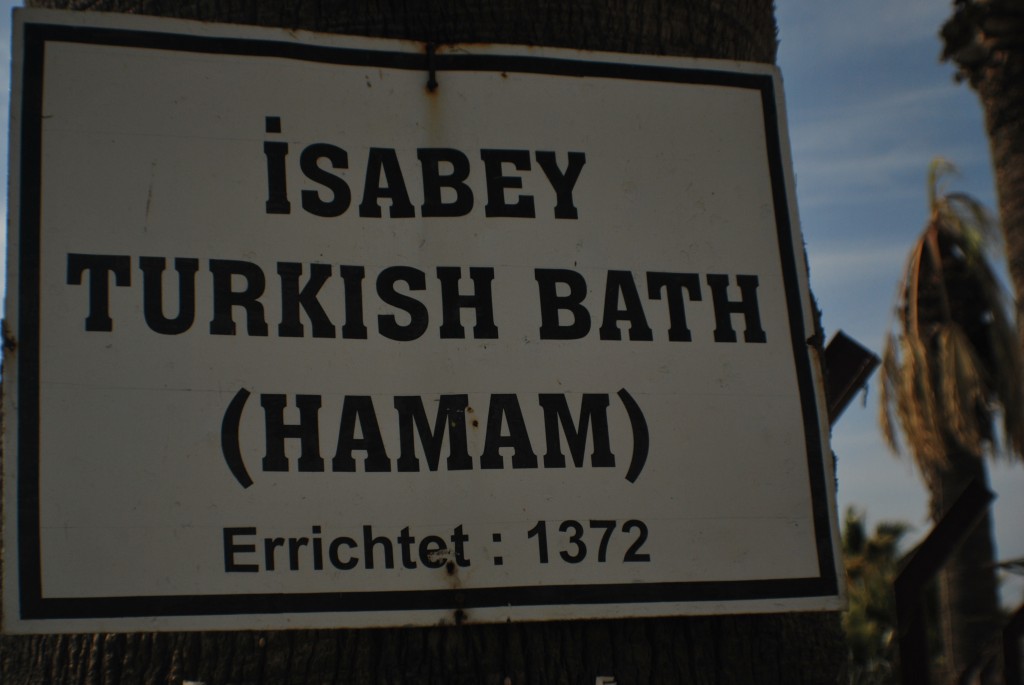 İSABEY
TURKISH BATH
(HAMAM)
Errichtet : 1372